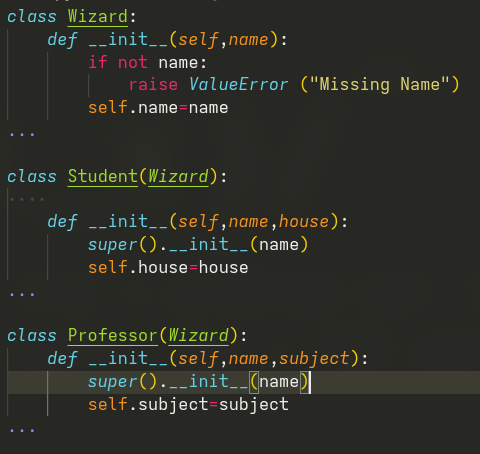 class Wizard:
    def __init__(self,name):
        if not name:
            raise ValueError ("Missing Name")
        self.name=name
...

class Student(Wizard):
....
    def __init__(self,name,house):
        super().__init__(name)
        self.house=house
...

class Professor(Wizard):
    def __init__(self,name,subject):
        super().__init__(name)
        self.subject=subject
...